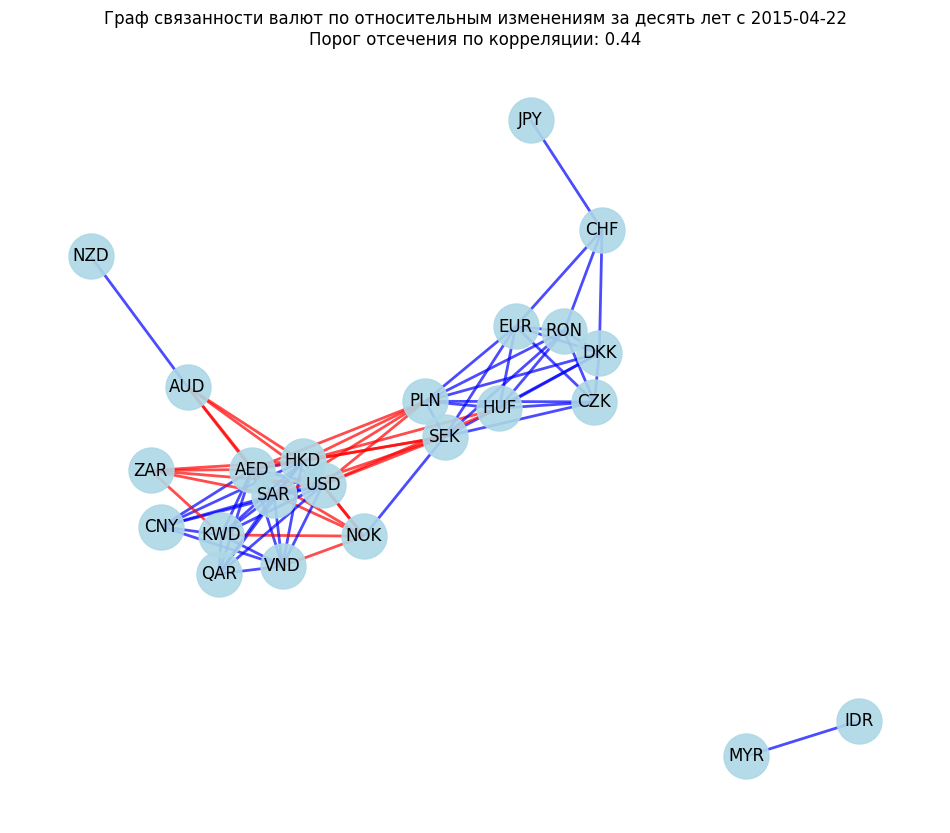 Граф связанности валют по относительным изменениям за десять лет с 2015-04-22
Порог отсечения по корреляции: 0.44
JPY
CHF
NZD
EUR
RON
DKK
AUD
PLN
HUF
CZK
SEK
HKD
AED
ZAR
USD
SAR
CNY
KWD
NOK
VND
QAR
IDR
MYR